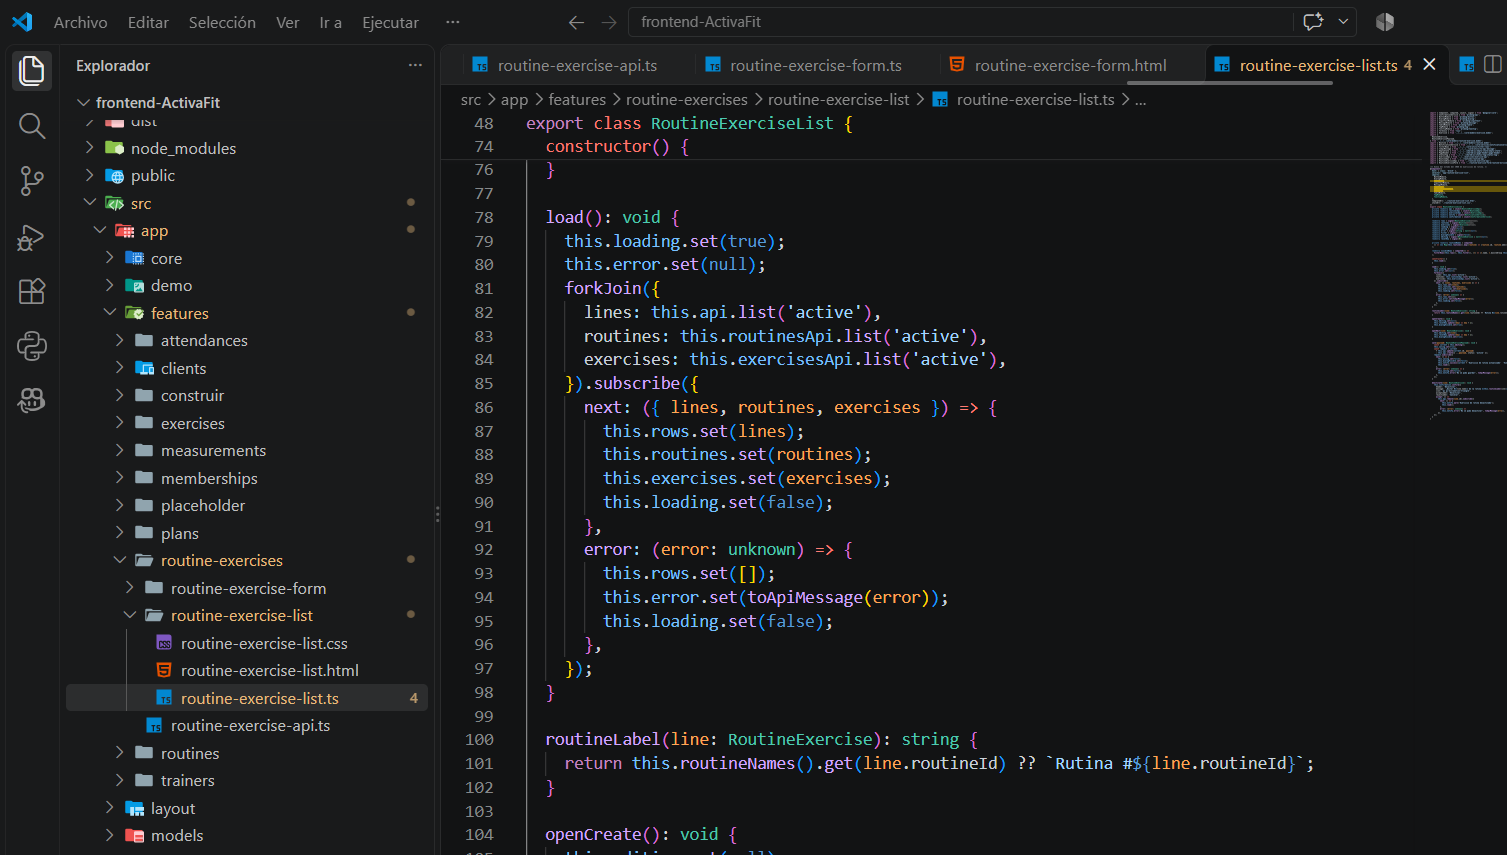 Archivo Editar Selección Ver Ir a Ejecutar ··· frontend-ActivaFit
Explorador ···
frontend-ActivaFit
dist
node_modules
public
src
app
core
demo
features
attendances
clients
construir
exercises
measurements
memberships
placeholder
plans
routine-exercises
routine-exercise-form
routine-exercise-list
routine-exercise-list.css
routine-exercise-list.html
routine-exercise-list.ts 4
routine-exercise-api.ts
routines
trainers
layout
models
routine-exercise-api.ts routine-exercise-form.ts routine-exercise-form.html routine-exercise-list.ts 4
src > app > features > routine-exercises > routine-exercise-list > routine-exercise-list.ts > ...
48 export class RoutineExerciseList {
74 constructor() {
76 }
77
78 load(): void {
79 this.loading.set(true);
80 this.error.set(null);
81 forkJoin({
82 lines: this.api.list('active'),
83 routines: this.routinesApi.list('active'),
84 exercises: this.exercisesApi.list('active'),
85 }).subscribe({
86 next: ({ lines, routines, exercises }) => {
87 this.rows.set(lines);
88 this.routines.set(routines);
89 this.exercises.set(exercises);
90 this.loading.set(false);
91 },
92 error: (error: unknown) => {
93 this.rows.set([]);
94 this.error.set(toApiMessage(error));
95 this.loading.set(false);
96 },
97 });
98 }
99
100 routineLabel(line: RoutineExercise): string {
101 return this.routineNames().get(line.routineId) ?? `Rutina #${line.routineId}`;
102 }
103
104 openCreate(): void {